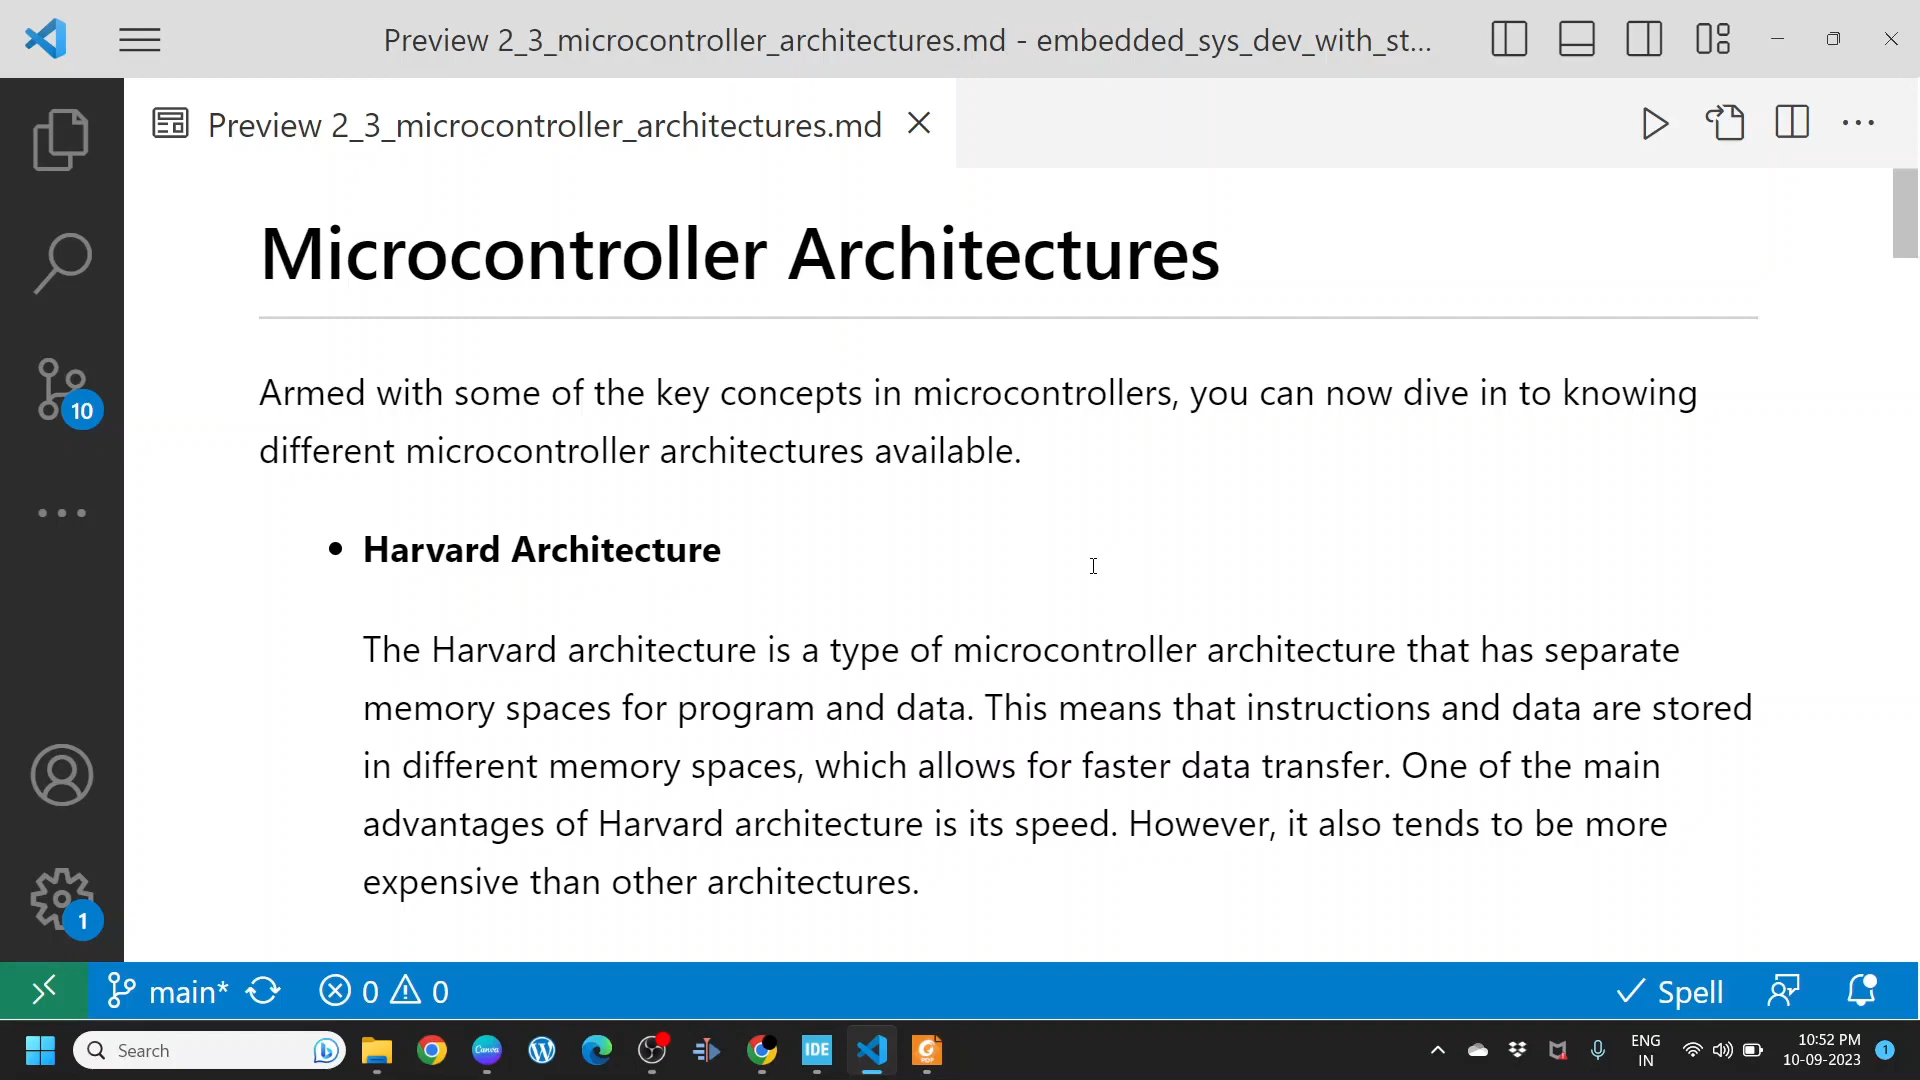 Preview 2_3_microcontroller_architectures.md - embedded_sys_dev_with_st...
Preview 2_3_microcontroller_architectures.md
Microcontroller Architectures
Armed with some of the key concepts in microcontrollers, you can now dive in to knowing
different microcontroller architectures available.
• Harvard Architecture
The Harvard architecture is a type of microcontroller architecture that has separate
memory spaces for program and data. This means that instructions and data are stored
in different memory spaces, which allows for faster data transfer. One of the main
advantages of Harvard architecture is its speed. However, it also tends to be more
expensive than other architectures.
10
1
main* 0 0 Spell
Search
Canva
IDE
PDF
ENG
IN
10:52 PM
10-09-2023
1